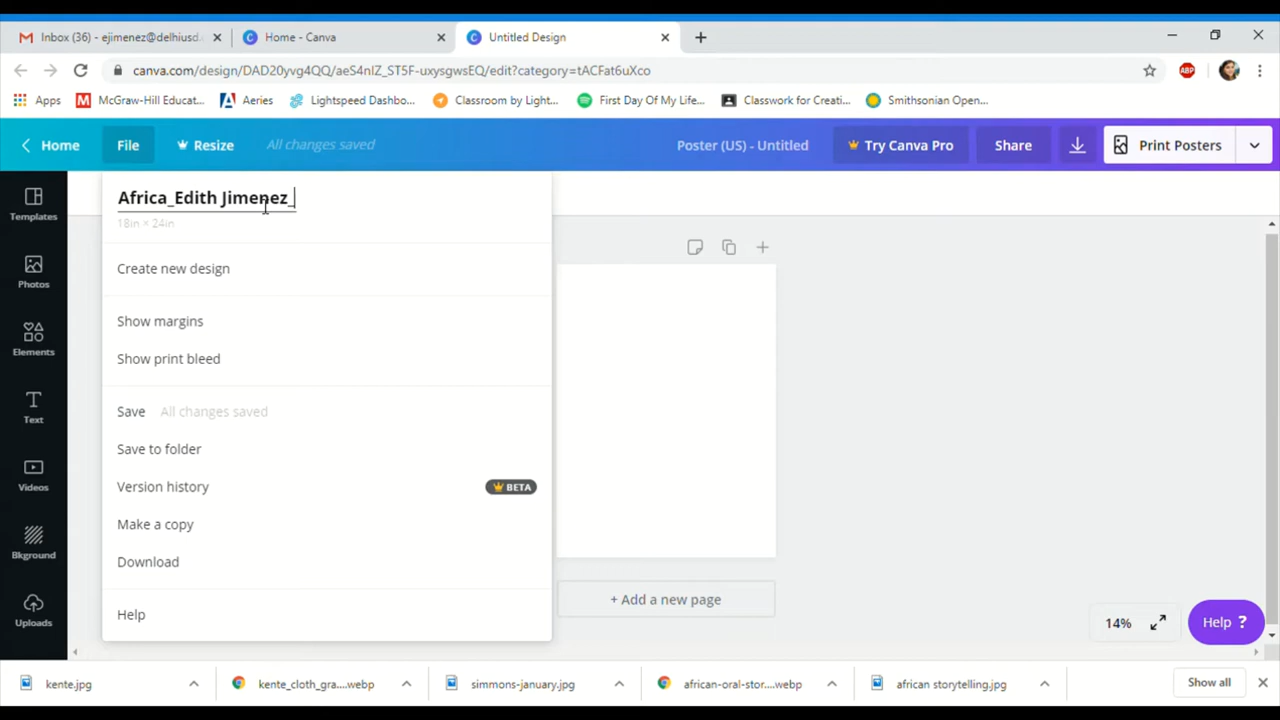 Inbox (36) - ejimenez@delhiusd.
Home - Canva
Untitled Design
canva.com/design/DAD20yvg4QQ/aeS4nIZ_ST5F-uxysgwsEQ/edit?category=tACFat6uXco
ABP
Apps
McGraw-Hill Educat...
Aeries
Lightspeed Dashbo...
Classroom by Light...
First Day Of My Life...
Classwork for Creati...
Smithsonian Open...
Home
File
Resize
All changes saved
Poster (US) - Untitled
Try Canva Pro
Share
Print Posters
Templates
Photos
Elements
Text
Videos
Bkground
Uploads
Africa_Edith Jimenez_
18in × 24in
Create new design
Show margins
Show print bleed
Save All changes saved
Save to folder
Version history BETA
Make a copy
Download
Help
+ Add a new page
14%
Help ?
kente.jpg
kente_cloth_gra....webp
simmons-january.jpg
african-oral-stor....webp
african storytelling.jpg
Show all